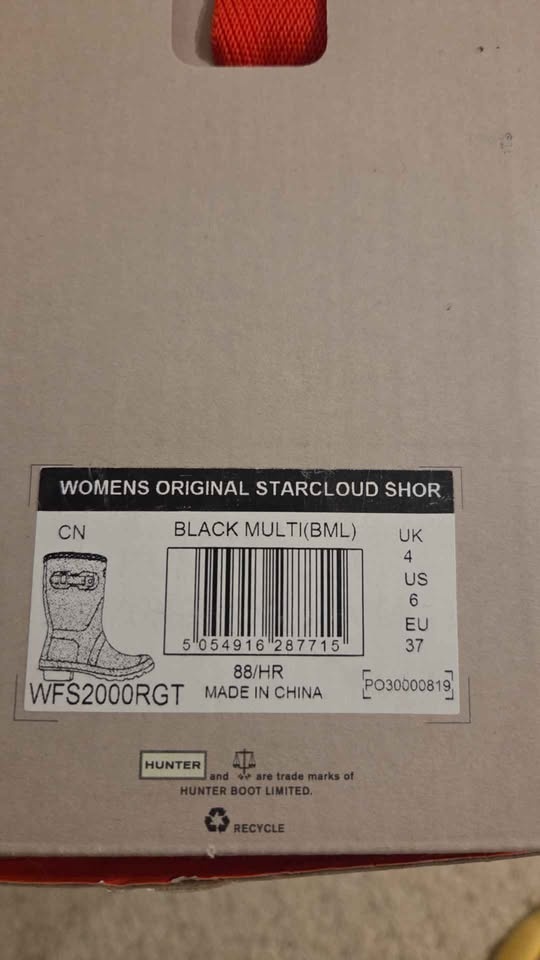 WOMENS ORIGINAL STARCLOUD SHOR
CN
BLACK MULTI(BML)
UK
4
US
6
EU
37
5 054916 287715
88/HR
MADE IN CHINA
WFS2000RGT
PO30000819
HUNTER and are trade marks of
HUNTER BOOT LIMITED.
RECYCLE